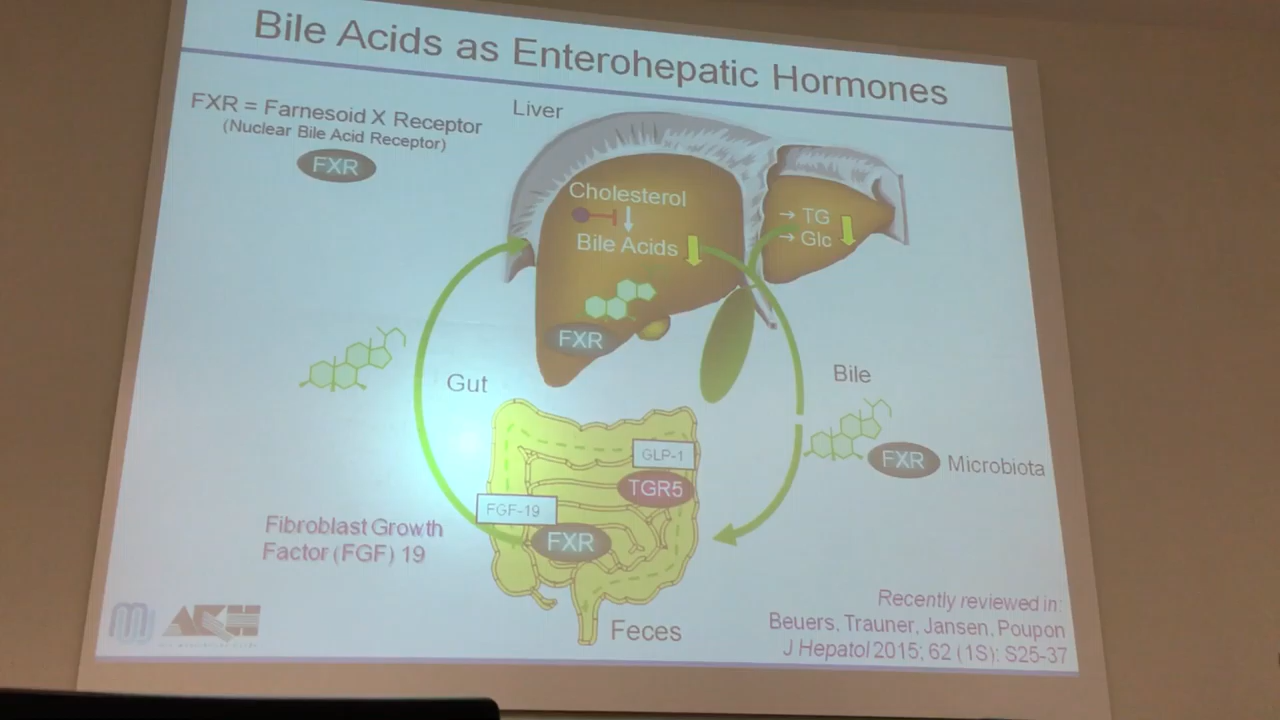 Bile Acids as Enterohepatic Hormones
FXR = Farnesoid X Receptor
(Nuclear Bile Acid Receptor)
FXR
Liver
Cholesterol
Bile Acids
→ TG
→ Glc
FXR
Gut
Bile
FXR Microbiota
GLP-1
TGR5
FGF-19
FXR
Fibroblast Growth
Factor (FGF) 19
Feces
Recently reviewed in:
Beuers, Trauner, Jansen, Poupon
J Hepatol 2015; 62 (1S): S25-37
AKH